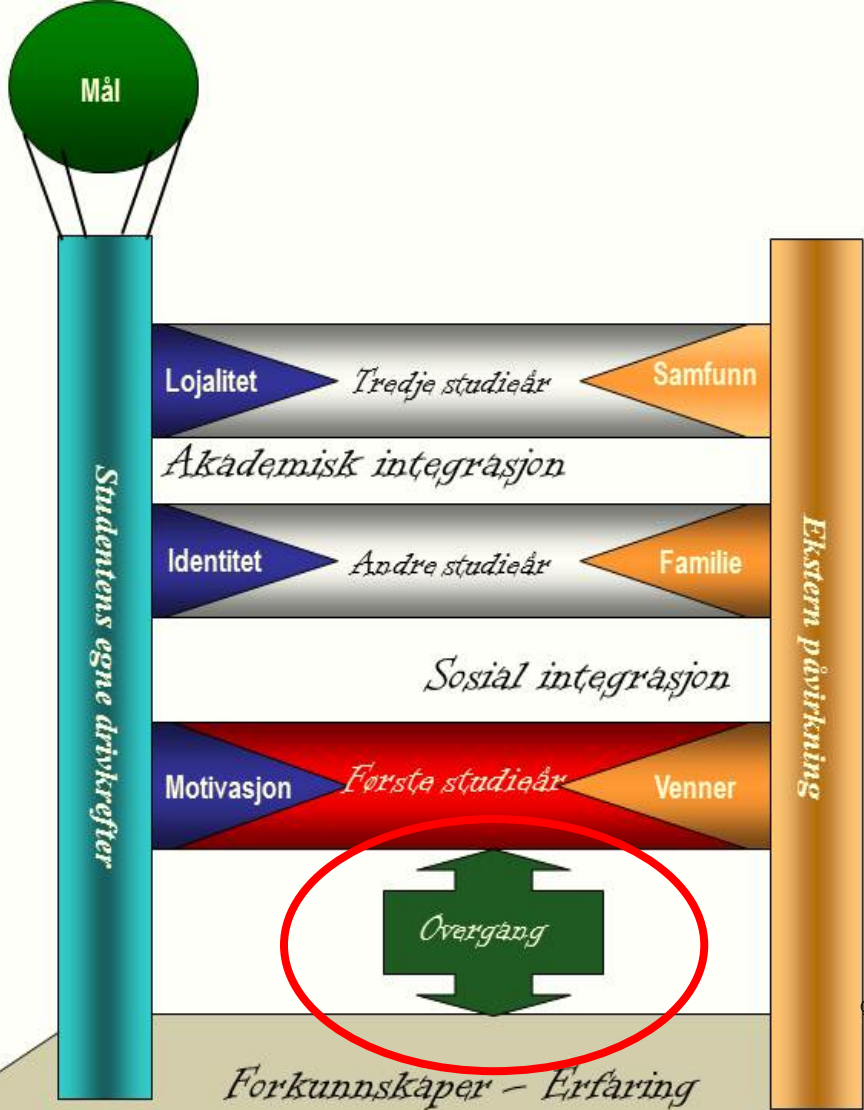 Mål
Lojalitet
Tredje studieår
Samfunn
Akademisk integrasjon
Identitet
Andre studieår
Familie
Sosial integrasjon
Motivasjon
Første studieår
Venner
Overgang
Forkunnskaper – Erfaring
Studentens egne drivkrefter
Ekstern påvirkning